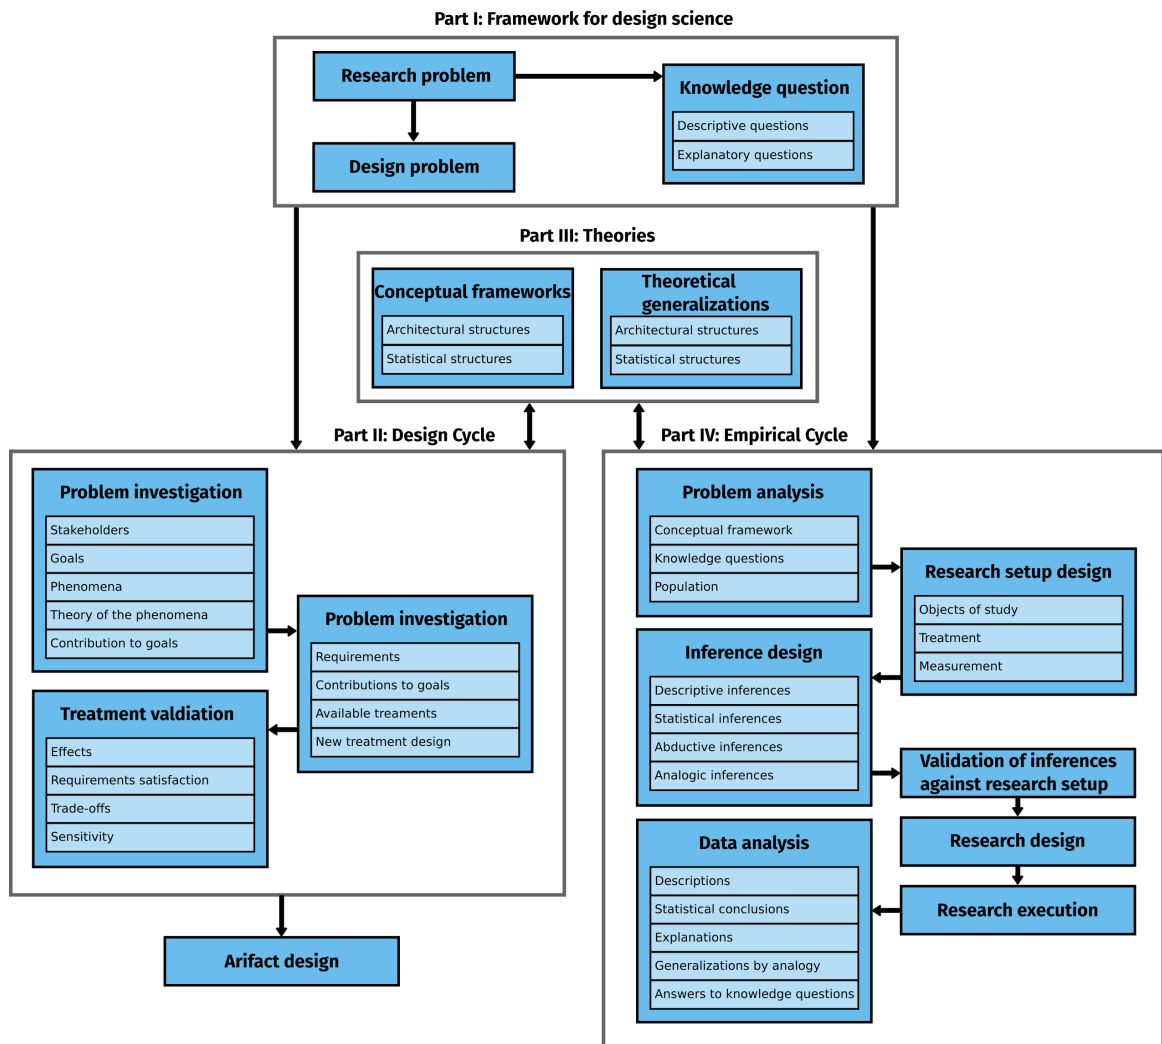 Part I: Framework for design science
Research problem
Knowledge question
Descriptive questions
Explanatory questions
Design problem
Part III: Theories
Conceptual frameworks
Architectural structures
Statistical structures
Theoretical
generalizations
Architectural structures
Statistical structures
Part II: Design Cycle
Problem investigation
Stakeholders
Goals
Phenomena
Theory of the phenomena
Contribution to goals
Problem investigation
Requirements
Contributions to goals
Available treaments
New treatment design
Treatment valdiation
Effects
Requirements satisfaction
Trade-offs
Sensitivity
Arifact design
Part IV: Empirical Cycle
Problem analysis
Conceptual framework
Knowledge questions
Population
Research setup design
Objects of study
Treatment
Measurement
Inference design
Descriptive inferences
Statistical inferences
Abductive inferences
Analogic inferences
Validation of inferences
against research setup
Research design
Research execution
Data analysis
Descriptions
Statistical conclusions
Explanations
Generalizations by analogy
Answers to knowledge questions